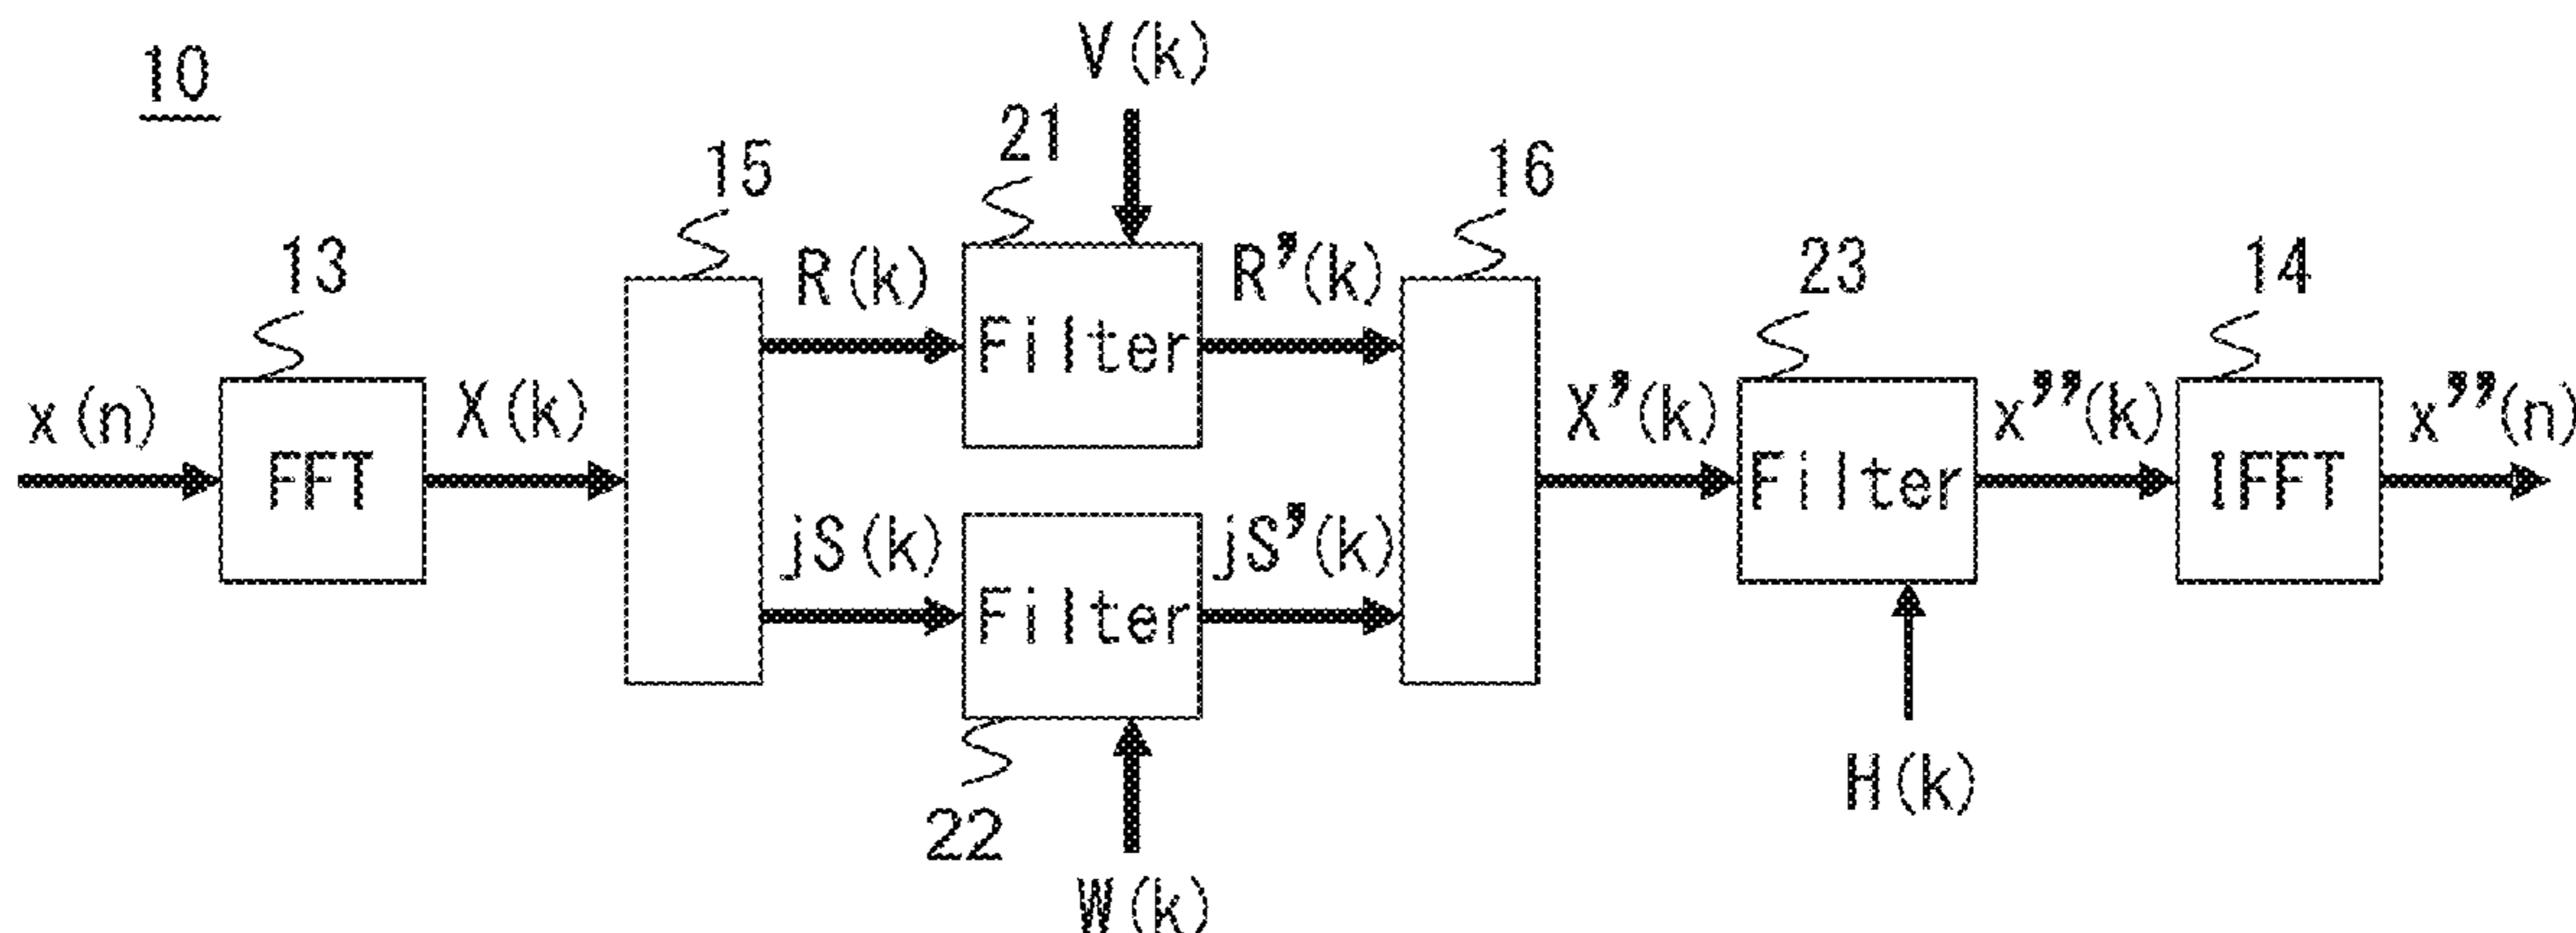 10
V(k)
21
15
16
13
R(k)
R’(k)
23
14
Filter
x(n)
FFT
X(k)
X’(k)
Filter
x’’(k)
IFFT
x’’(n)
jS(k)
Filter
jS’(k)
22
H(k)
W(k)